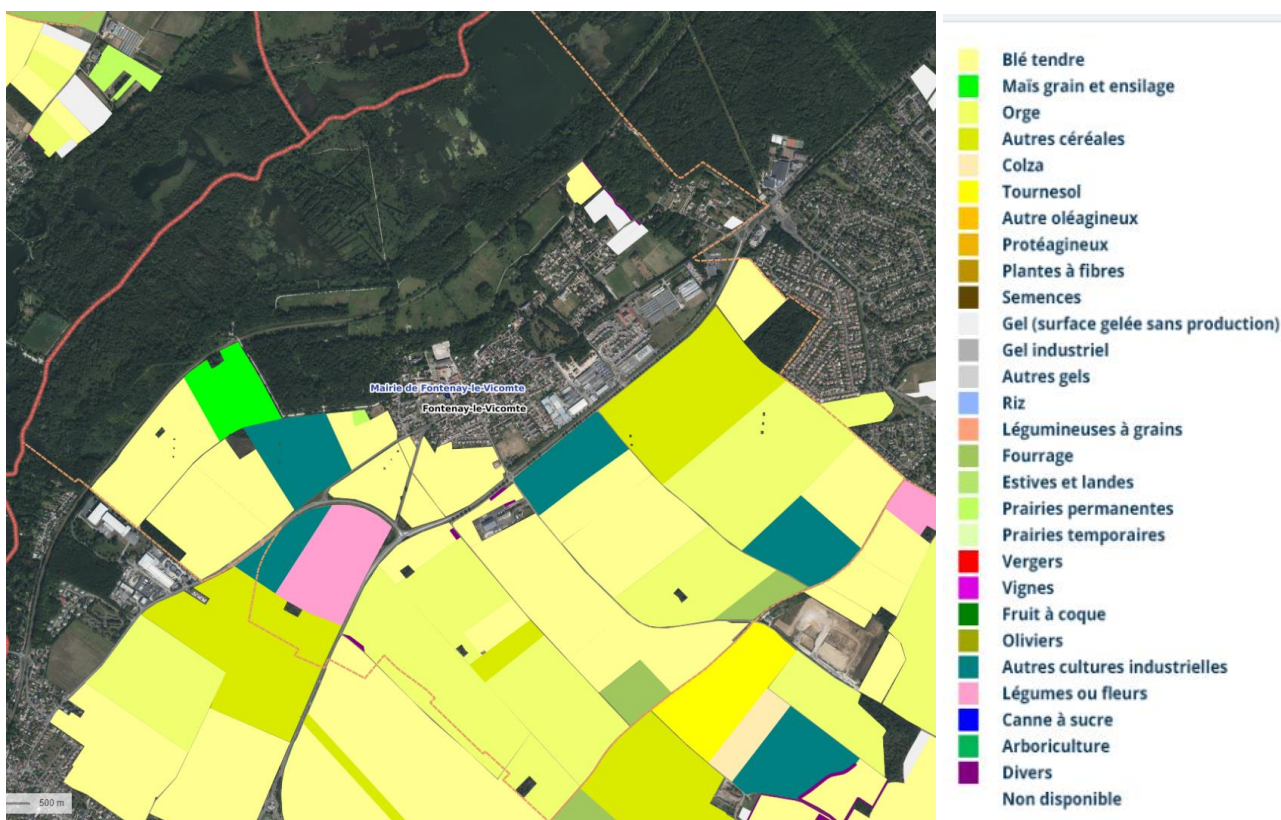 Mairie de Fontenay-le-Vicomte
Fontenay-le-Vicomte
500 m
Blé tendre
Maïs grain et ensilage
Orge
Autres céréales
Colza
Tournesol
Autre oléagineux
Protéagineux
Plantes à fibres
Semences
Gel (surface gelée sans production)
Gel industriel
Autres gels
Riz
Légumineuses à grains
Fourrage
Estives et landes
Prairies permanentes
Prairies temporaires
Vergers
Vignes
Fruit à coque
Oliviers
Autres cultures industrielles
Légumes ou fleurs
Canne à sucre
Arboriculture
Divers
Non disponible